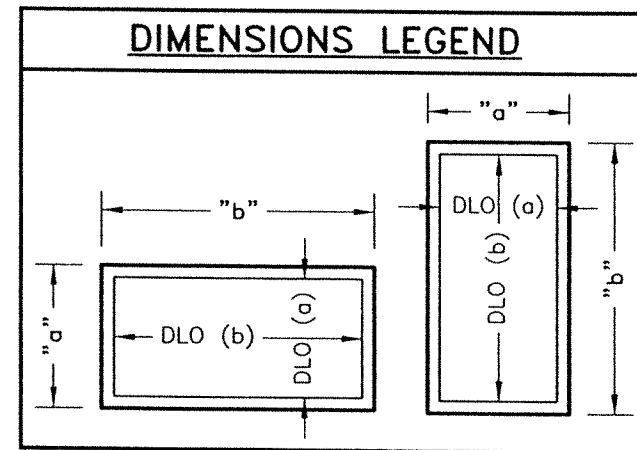 DIMENSIONS LEGEND
"a"
"b"
DLO (a)
DLO (b)
"b"
"a"
DLO (b)
DLO (a)